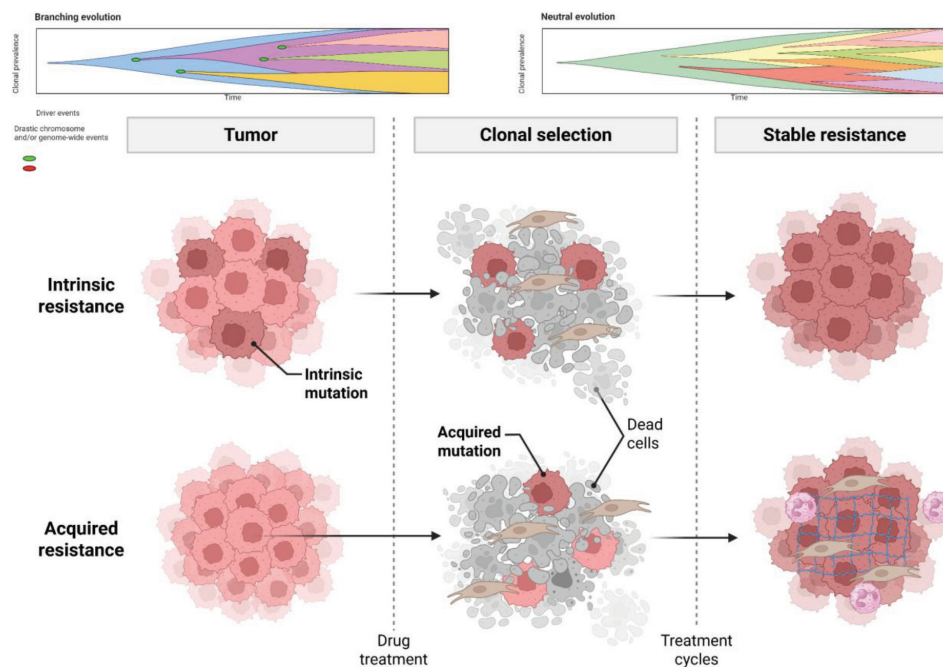 Branching evolution
Clonal prevalence
Time
Neutral evolution
Clonal prevalence
Time
Driver events
Drastic chromosome
and/or genome-wide events
Tumor
Clonal selection
Stable resistance
Intrinsic
resistance
Intrinsic
mutation
Dead
cells
Acquired
mutation
Acquired
resistance
Drug
treatment
Treatment
cycles